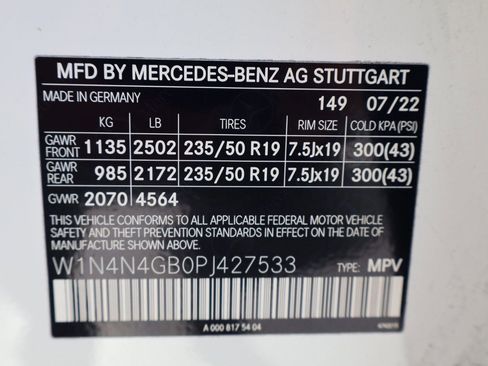 MFD BY MERCEDES-BENZ AG STUTTGART
MADE IN GERMANY 149 07/22
KG LB TIRES RIM SIZE COLD KPA (PSI)
GAWR FRONT 1135 2502 235/50 R19 7.5Jx19 300(43)
GAWR REAR 985 2172 235/50 R19 7.5Jx19 300(43)
GVWR 2070 4564
THIS VEHICLE CONFORMS TO ALL APPLICABLE FEDERAL MOTOR VEHICLE
SAFETY AND THEFT PREVENTION STANDARDS IN EFFECT ON THE DATE OF
MANUFACTURE SHOWN ABOVE.
W1N4N4GB0PJ427533 TYPE: MPV
A 000 817 54 04